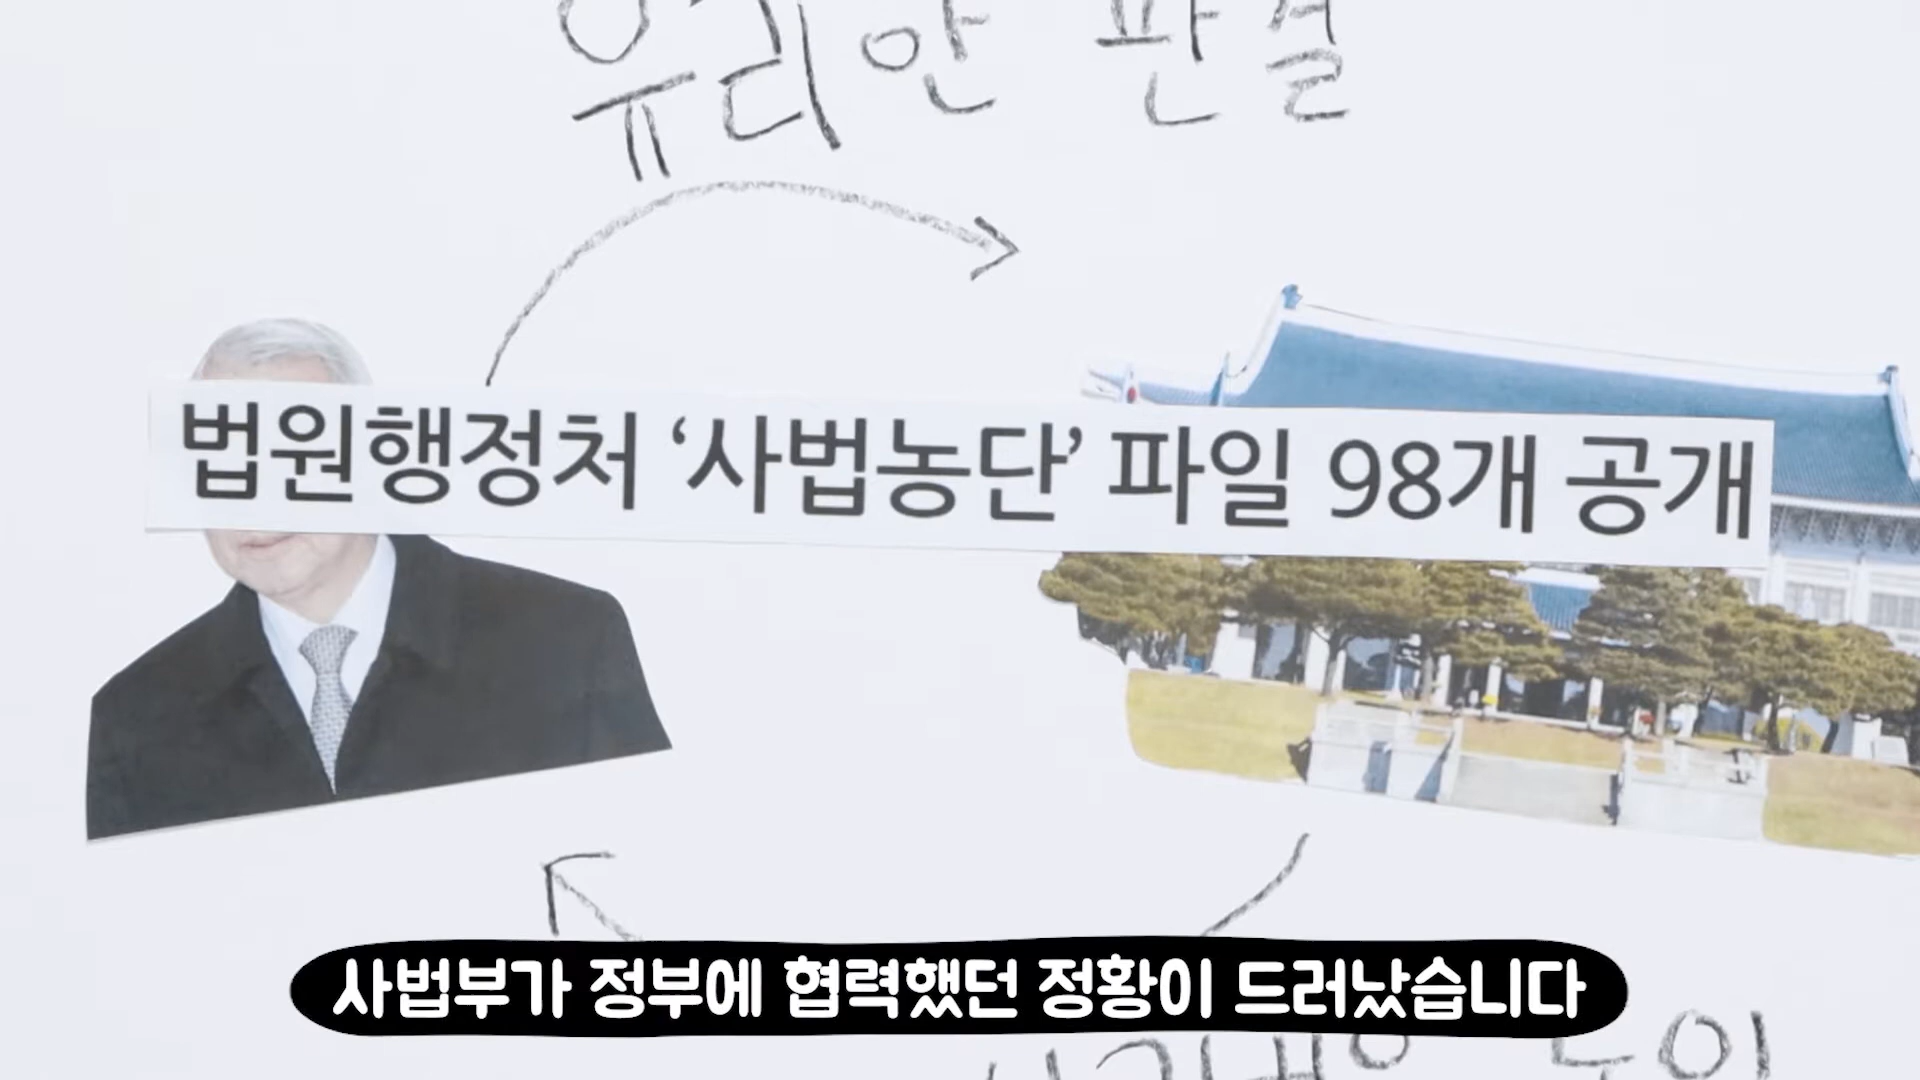 유리안 판결
법원행정처 ‘사법농단’ 파일 98개 공개
사법부가 정부에 협력했던 정황이 드러났습니다